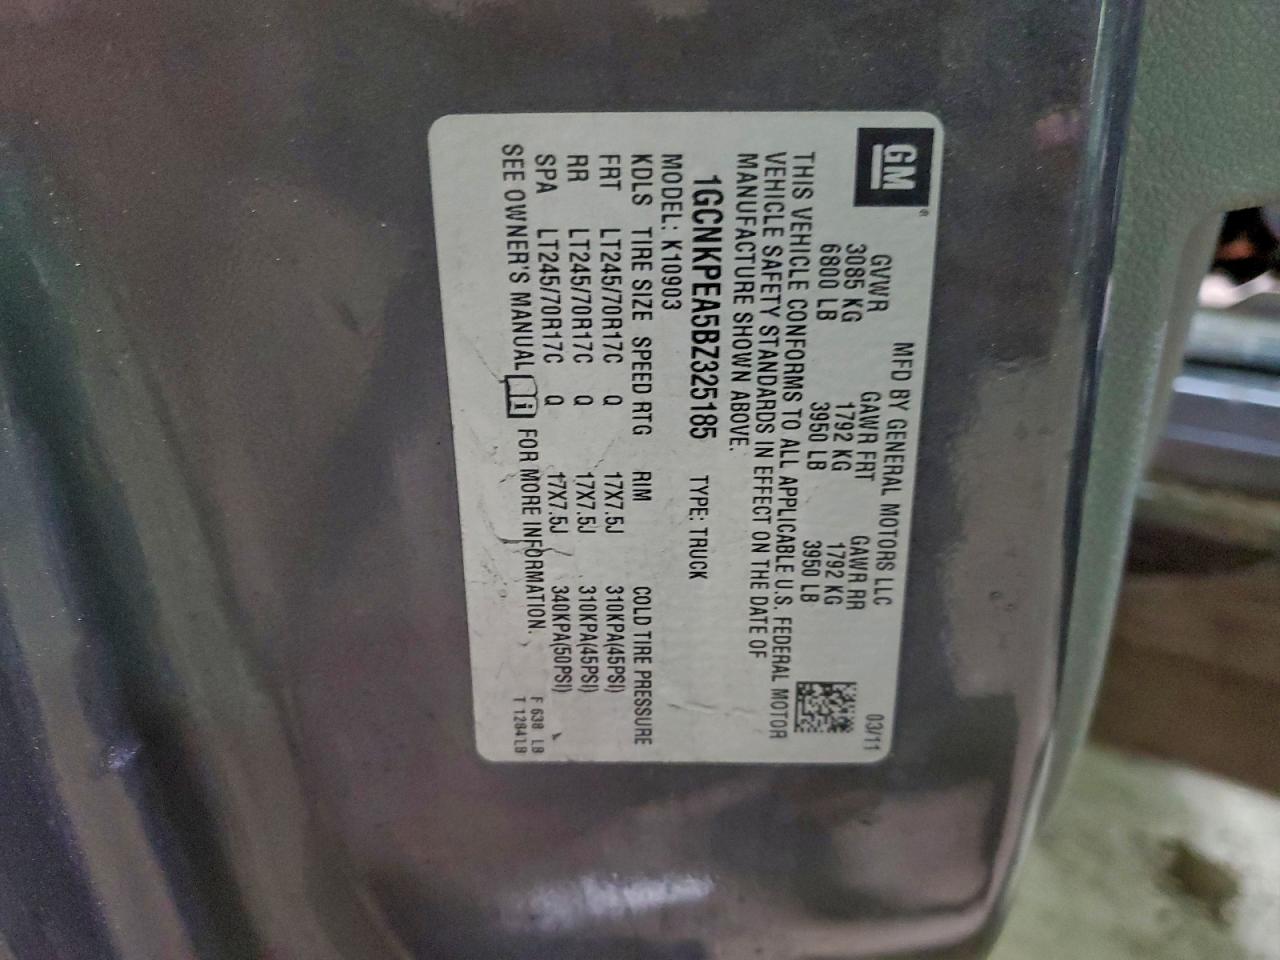 GM®
MFD BY GENERAL MOTORS LLC 03/11
GVWR GAWR FRT GAWR RR
3085 KG 1792 KG 1792 KG
6800 LB 3950 LB 3950 LB
THIS VEHICLE CONFORMS TO ALL APPLICABLE U.S. FEDERAL MOTOR
VEHICLE SAFETY STANDARDS IN EFFECT ON THE DATE OF
MANUFACTURE SHOWN ABOVE.
1GCNKPEA5BZ325185 TYPE: TRUCK
MODEL: K10903
KDLS TIRE SIZE SPEED RTG RIM COLD TIRE PRESSURE
FRT LT245/70R17C Q 17X7.5J 310KPA(45PSI)
RR LT245/70R17C Q 17X7.5J 310KPA(45PSI)
SPA LT245/70R17C Q 17X7.5J 340KPA(50PSI)
SEE OWNER'S MANUAL FOR MORE INFORMATION.
F 638 LB
T 1284LB